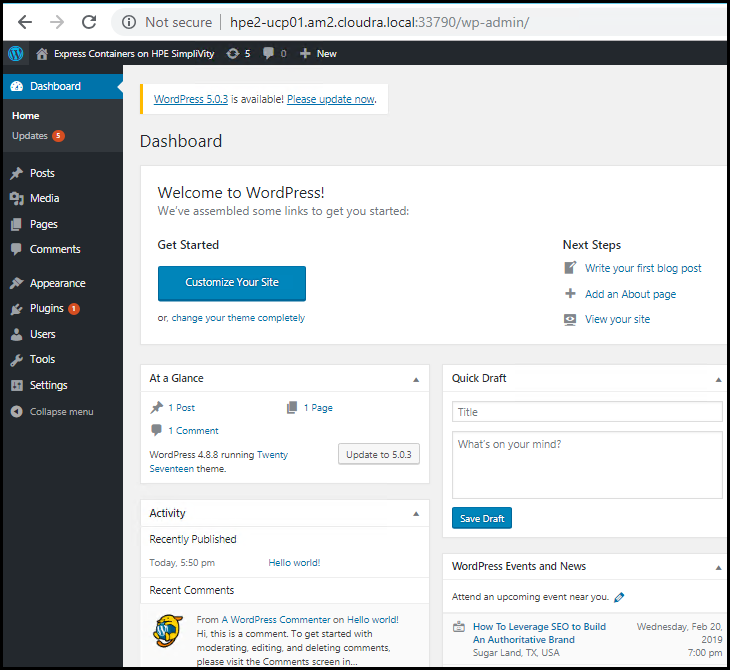 Not secure | hpe2-ucp01.am2.cloudra.local:33790/wp-admin/
Express Containers on HPE SimpliVity 5 0 New
Dashboard
Home
Updates 5
Posts
Media
Pages
Comments
Appearance
Plugins 1
Users
Tools
Settings
Collapse menu
WordPress 5.0.3 is available! Please update now.
Dashboard
Welcome to WordPress!
We've assembled some links to get you started:
Get Started
Customize Your Site
or, change your theme completely
Next Steps
Write your first blog post
Add an About page
View your site
At a Glance
1 Post 1 Page
1 Comment
WordPress 4.8.8 running Twenty
Seventeen theme.
Update to 5.0.3
Activity
Recently Published
Today, 5:50 pm Hello world!
Recent Comments
From A WordPress Commenter on Hello world!
Hi, this is a comment. To get started with
moderating, editing, and deleting comments,
please visit the Comments screen in...
Quick Draft
Title
What's on your mind?
Save Draft
WordPress Events and News
Attend an upcoming event near you.
How To Leverage SEO to Build
An Authoritative Brand
Sugar Land, TX, USA
Wednesday, Feb 20,
2019
7:00 pm